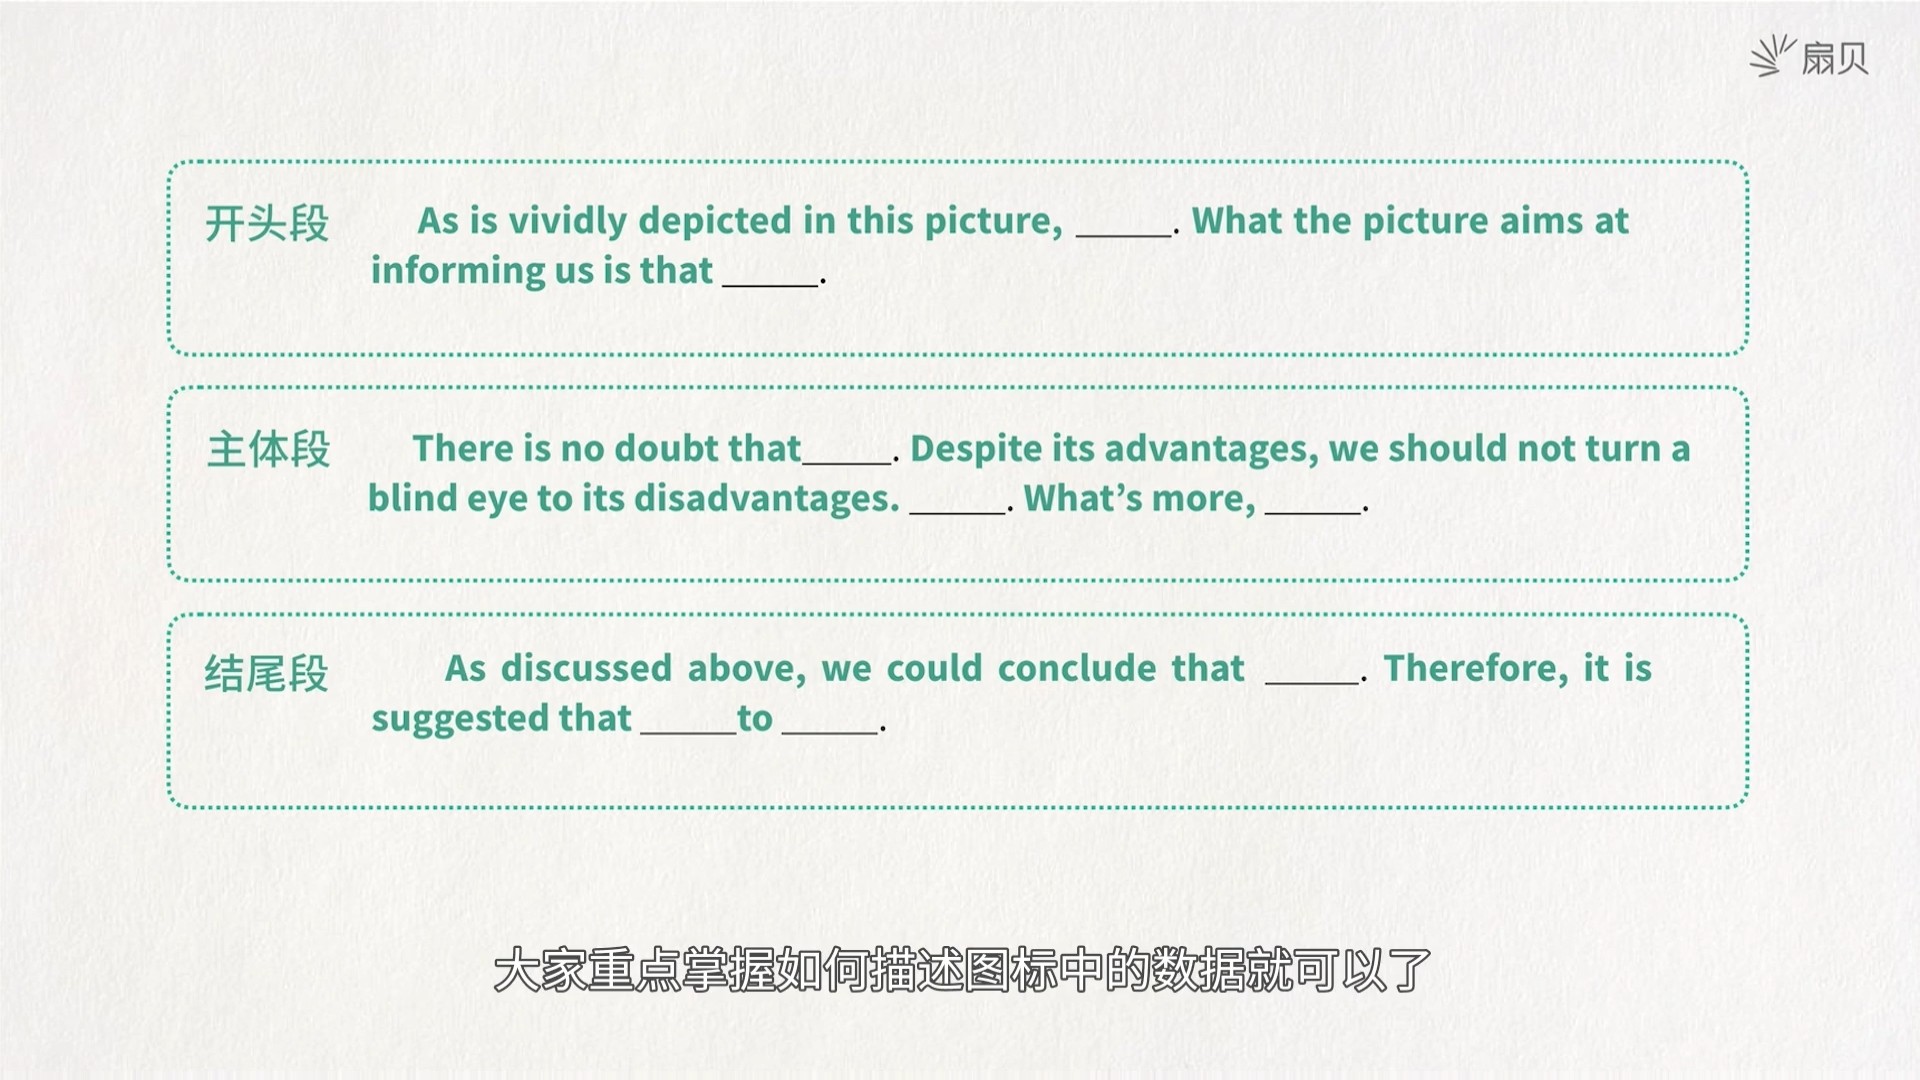 扇贝
开头段 As is vividly depicted in this picture, _____. What the picture aims at
informing us is that _____.
主体段 There is no doubt that_____. Despite its advantages, we should not turn a
blind eye to its disadvantages. _____. What’s more, _____.
结尾段 As discussed above, we could conclude that _____. Therefore, it is
suggested that _____to _____.
大家重点掌握如何描述图标中的数据就可以了